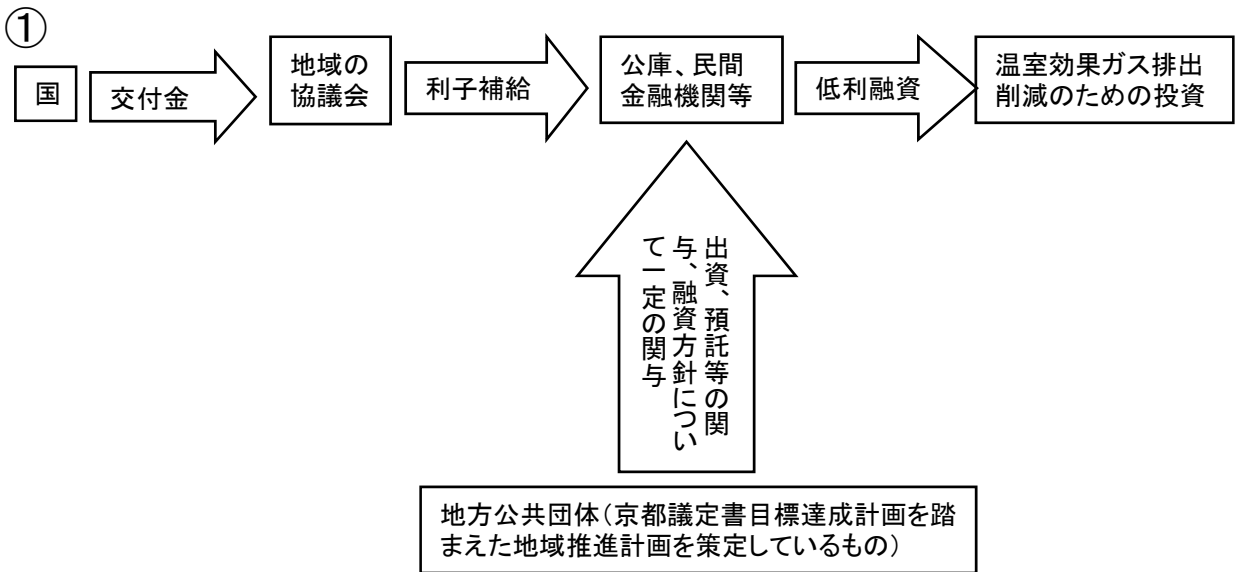 ①
国
交付金
地域の
協議会
利子補給
公庫、民間
金融機関等
低利融資
温室効果ガス排出
削減のための投資
出資、預託等の関
与、融資方針につい
て一定の関与
地方公共団体（京都議定書目標達成計画を踏
まえた地域推進計画を策定しているもの）